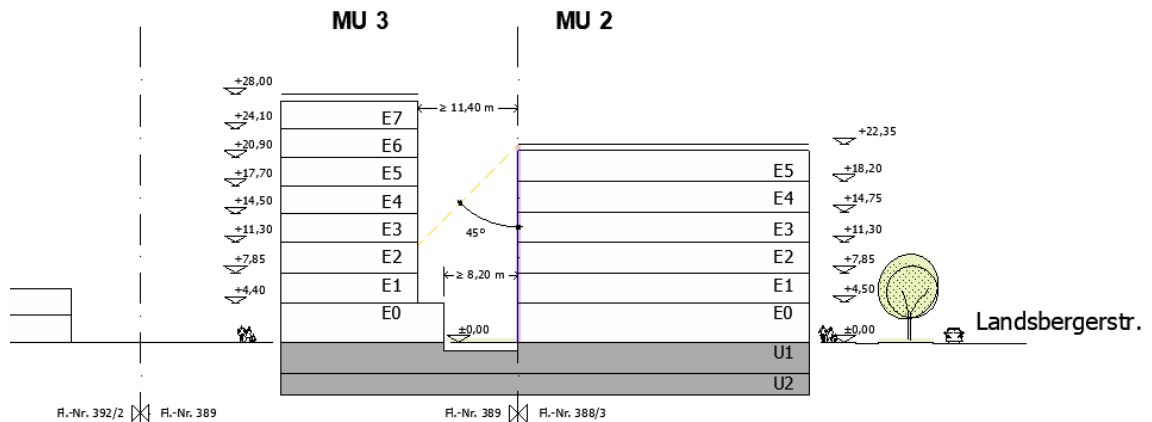 MU 3
MU 2
+28,00
+24,10
+20,90
+17,70
+14,50
+11,30
+7,85
+4,40
E7
E6
E5
E4
E3
E2
E1
E0
≥ 11,40 m
45°
≥ 8,20 m
±0,00
E5
E4
E3
E2
E1
E0
U1
U2
+22,35
+18,20
+14,75
+11,30
+7,85
+4,50
±0,00
Landsbergerstr.
Fl.-Nr. 392/2
Fl.-Nr. 389
Fl.-Nr. 389
Fl.-Nr. 388/3